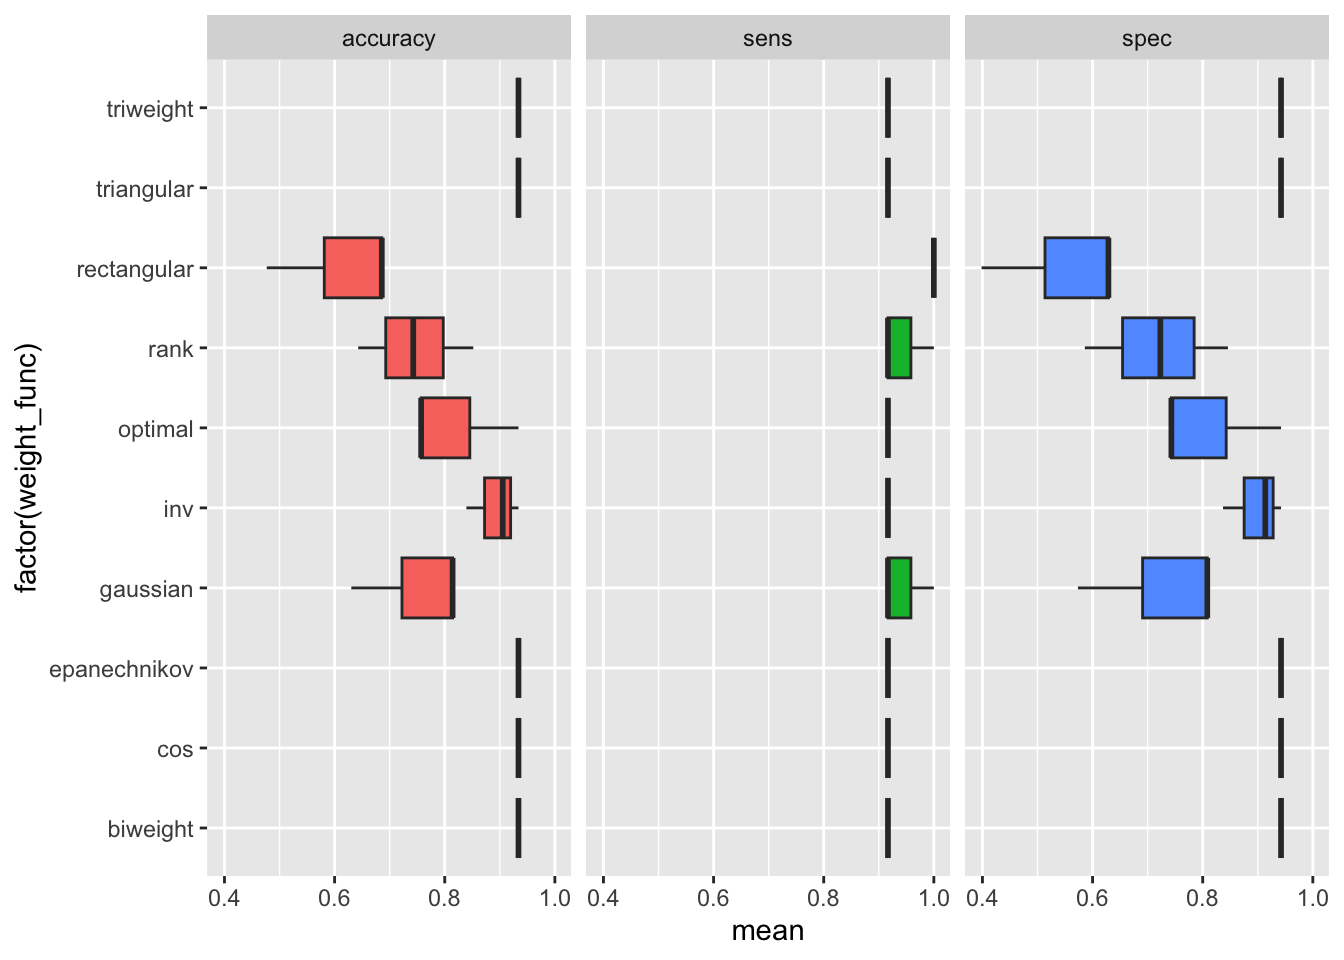 accuracy sens spec
factor(weight_func)
triweight
triangular
rectangular
rank
optimal
inv
gaussian
epanechnikov
cos
biweight
0.4 0.6 0.8 1.0 0.4 0.6 0.8 1.0 0.4 0.6 0.8 1.0
mean